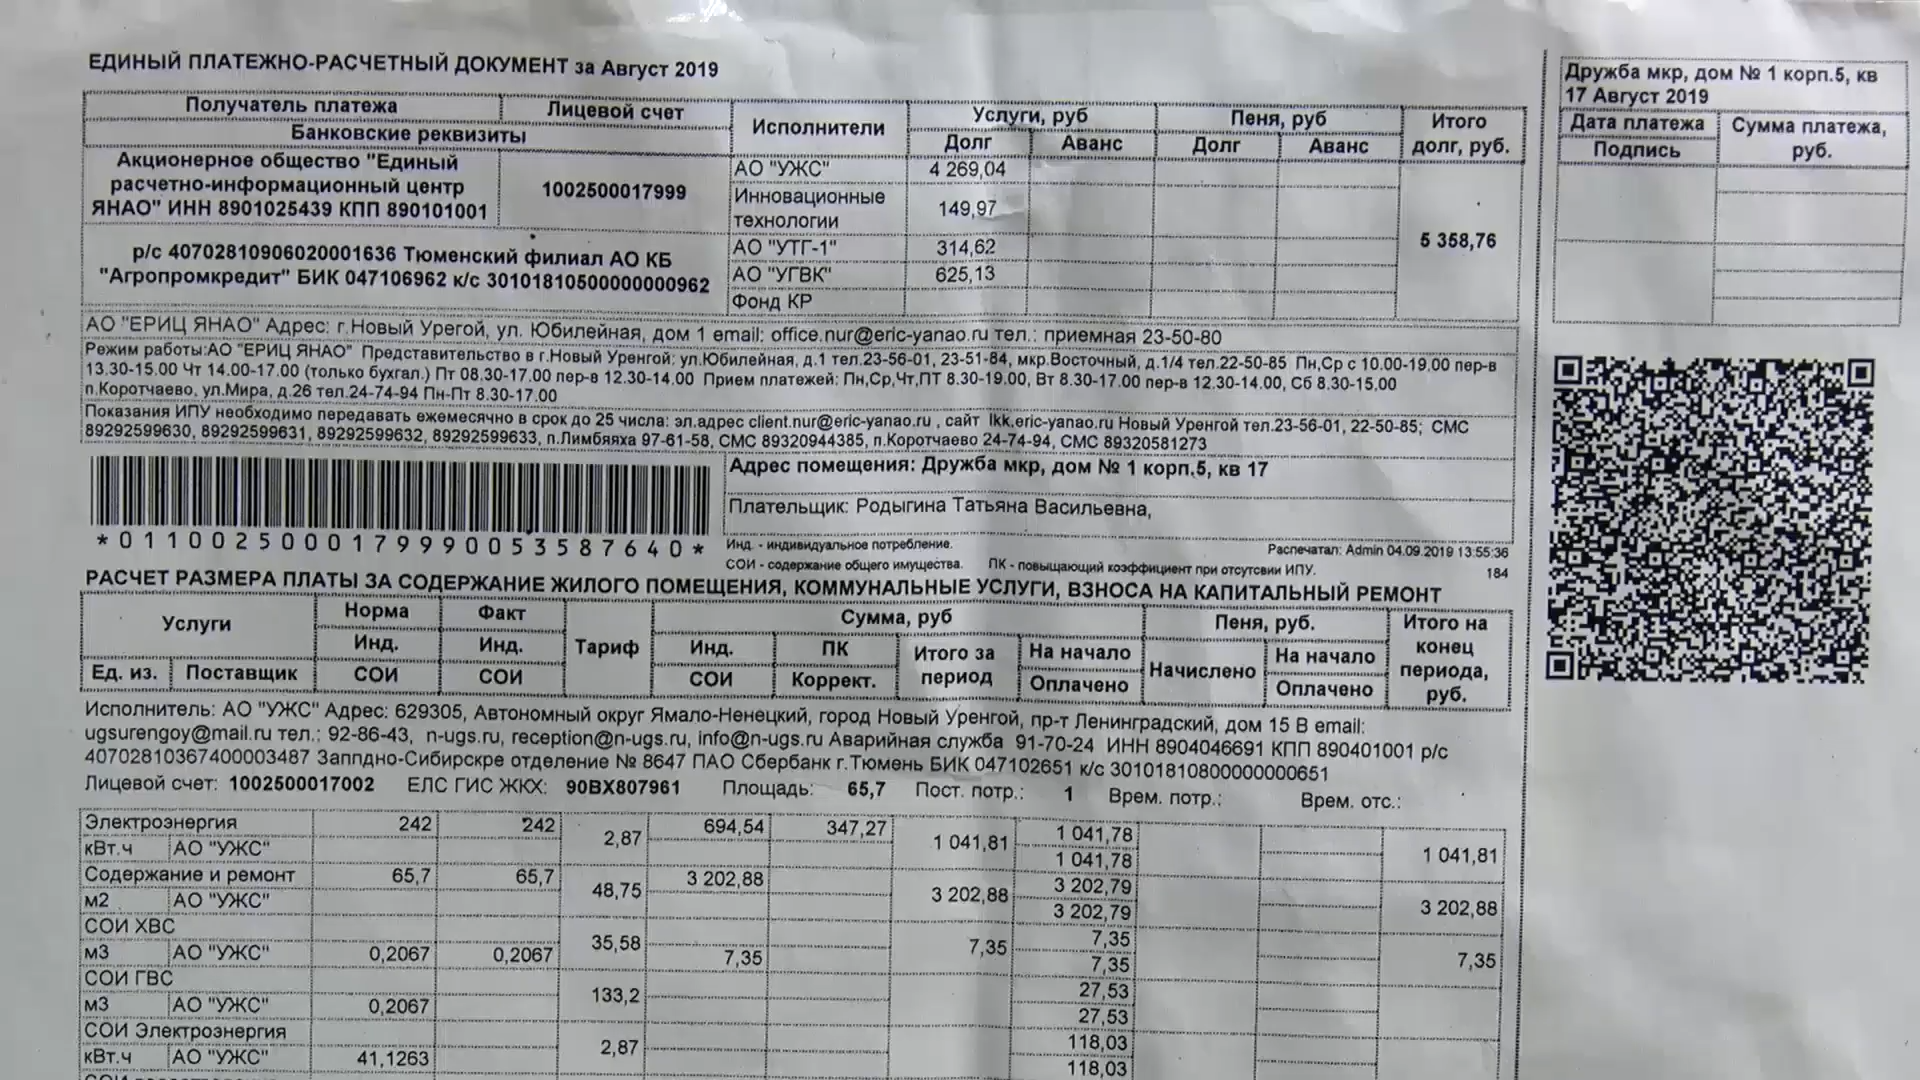 ЕДИНЫЙ ПЛАТЕЖНО-РАСЧЕТНЫЙ ДОКУМЕНТ за Август 2019
Получатель платежа Лицевой счет
Банковские реквизиты
Акционерное общество "Единый
расчетно-информационный центр
ЯНАО" ИНН 8901025439 КПП 890101001
1002500017999
р/с 40702810906020001636 Тюменский филиал АО КБ
"Агропромкредит" БИК 047106962 к/с 30101810500000000962
Исполнители Услуги, руб Пеня, руб Итого
долг, руб.
Долг Аванс Долг Аванс
АО "УЖС" 4 269,04
Инновационные
технологии 149,97
АО "УТГ-1" 314,62
АО "УГВК" 625,13
Фонд КР
5 358,76
АО "ЕРИЦ ЯНАО" Адрес: г.Новый Урегой, ул. Юбилейная, дом 1 email: office.nur@eric-yanao.ru тел.: приемная 23-50-80
Режим работы:АО "ЕРИЦ ЯНАО" Представительство в г.Новый Уренгой: ул.Юбилейная, д.1 тел.23-56-01, 23-51-84, мкр.Восточный, д.1/4 тел.22-50-85 Пн,Ср с 10.00-19.00 пер-в
13.30-15.00 Чт 14.00-17.00 (только бухгал.) Пт 08.30-17.00 пер-в 12.30-14.00 Прием платежей: Пн,Ср,Чт,ПТ 8.30-19.00, Вт 8.30-17.00 пер-в 12.30-14.00, Сб 8.30-15.00
п.Коротчаево, ул.Мира, д.26 тел.24-74-94 Пн-Пт 8.30-17.00
Показания ИПУ необходимо передавать ежемесячно в срок до 25 числа: эл.адрес client.nur@eric-yanao.ru , сайт lkk.eric-yanao.ru Новый Уренгой тел.23-56-01, 22-50-85; СМС
89292599630, 89292599631, 89292599632, 89292599633, п.Лимбяяха 97-61-58, СМС 89320944385, п.Коротчаево 24-74-94, СМС 89320581273
*0110025000179990053587640*
Адрес помещения: Дружба мкр, дом № 1 корп.5, кв 17
Плательщик: Родыгина Татьяна Васильевна,
Инд. - индивидуальное потребление. Распечатал: Admin 04.09.2019 13:55:36
СОИ - содержание общего имущества. ПК - повышающий коэффициент при отсутсвии ИПУ. 184
Дружба мкр, дом № 1 корп.5, кв
17 Август 2019
Дата платежа Сумма платежа,
руб.
Подпись
РАСЧЕТ РАЗМЕРА ПЛАТЫ ЗА СОДЕРЖАНИЕ ЖИЛОГО ПОМЕЩЕНИЯ, КОММУНАЛЬНЫЕ УСЛУГИ, ВЗНОСА НА КАПИТАЛЬНЫЙ РЕМОНТ
Услуги Норма Факт Тариф Сумма, руб Пеня, руб. Итого на
конец
периода,
руб.
Инд. Инд. Инд. ПК Итого за
период На начало Начислено На начало
Ед. из. Поставщик СОИ СОИ СОИ Коррект. Оплачено Оплачено
Исполнитель: АО "УЖС" Адрес: 629305, Автономный округ Ямало-Ненецкий, город Новый Уренгой, пр-т Ленинградский, дом 15 В email:
ugsurengoy@mail.ru тел.: 92-86-43, n-ugs.ru, reception@n-ugs.ru, info@n-ugs.ru Аварийная служба 91-70-24 ИНН 8904046691 КПП 890401001 р/с
40702810367400003487 Заппдно-Сибирске отделение № 8647 ПАО Сбербанк г.Тюмень БИК 047102651 к/с 30101810800000000651
Лицевой счет: 1002500017002 ЕЛС ГИС ЖКХ: 90ВХ807961 Площадь: 65,7 Пост. потр.: 1 Врем. потр.: Врем. отс.:
Электроэнергия 242 242 2,87 694,54 347,27 1 041,81 1 041,78 1 041,81
кВт.ч АО "УЖС" 1 041,78
Содержание и ремонт 65,7 65,7 48,75 3 202,88 3 202,88 3 202,79 3 202,88
м2 АО "УЖС" 3 202,79
СОИ ХВС 35,58 7,35 7,35 7,35
м3 АО "УЖС" 0,2067 0,2067 7,35 7,35
СОИ ГВС 133,2 27,53
м3 АО "УЖС" 0,2067 27,53
СОИ Электроэнергия 2,87 118,03
кВт.ч АО "УЖС" 41,1263 118,03